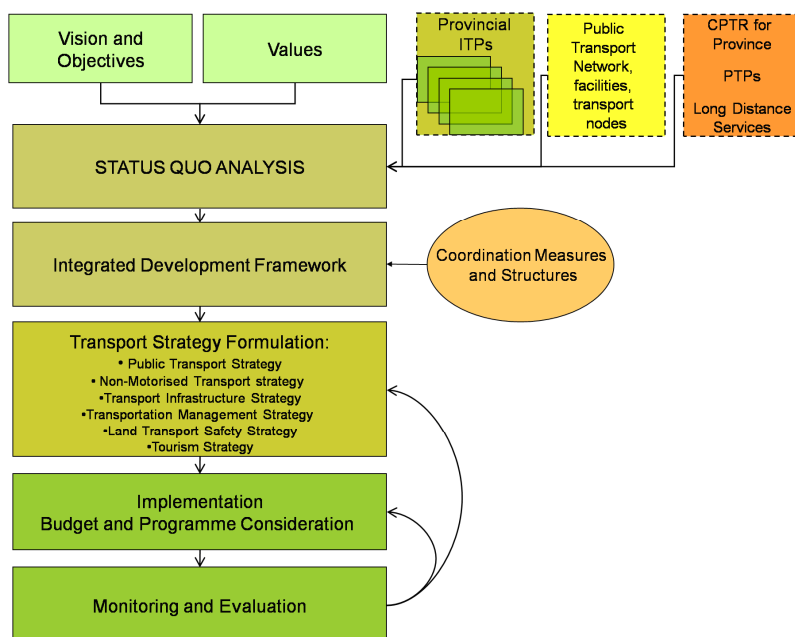 Vision and
Objectives
Values
Provincial
ITPs
Public
Transport
Network,
facilities,
transport
nodes
CPTR for
Province
PTPs
Long Distance
Services
STATUS QUO ANALYSIS
Integrated Development Framework
Coordination Measures
and Structures
Transport Strategy Formulation:
• Public Transport Strategy
• Non-Motorised Transport strategy
•Transport Infrastructure Strategy
•Transportation Management Strategy
•Land Transport Safety Strategy
•Tourism Strategy
Implementation
Budget and Programme Consideration
Monitoring and Evaluation